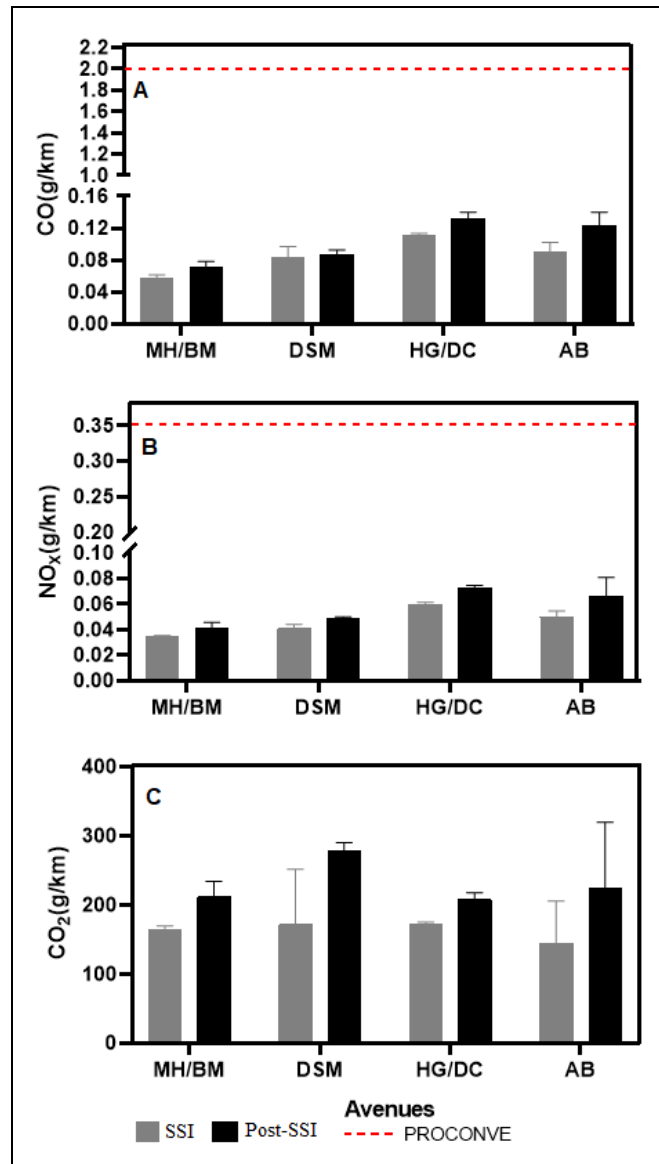 A
CO(g/km)
2.2
2.0
1.8
1.6
1.4
1.2
1.0
0.16
0.12
0.08
0.04
0.00
MH/BM DSM HG/DC AB
B
NOx(g/km)
0.35
0.30
0.25
0.20
0.10
0.08
0.06
0.04
0.02
0.00
MH/BM DSM HG/DC AB
C
CO2(g/km)
400
300
200
100
0
MH/BM DSM HG/DC AB
Avenues
SSI Post-SSI PROCONVE